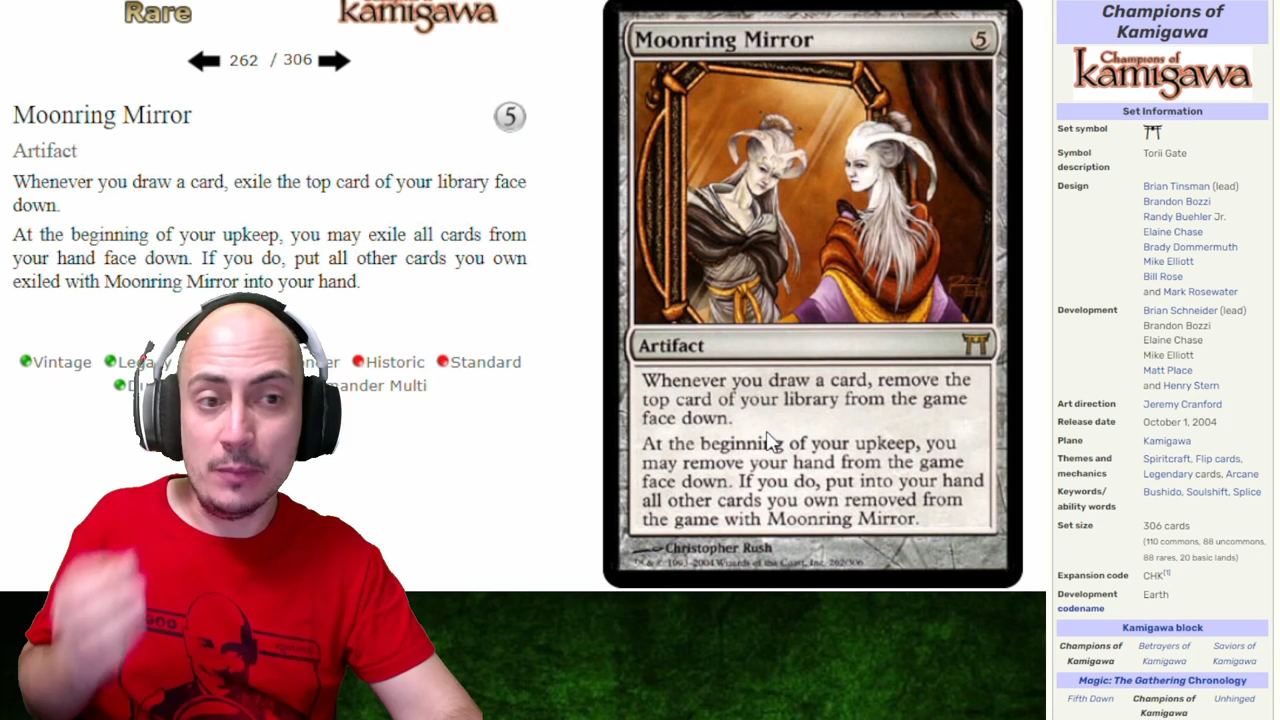 Rare
kamigawa
262 / 306
Moonring Mirror
5
Artifact
Whenever you draw a card, exile the top card of your library face
down.
At the beginning of your upkeep, you may exile all cards from
your hand face down. If you do, put all other cards you own
exiled with Moonring Mirror into your hand.
Vintage
Historic
Standard
Multi
Moonring Mirror
5
Artifact
Whenever you draw a card, remove the
top card of your library from the game
face down.
At the beginning of your upkeep, you
may remove your hand from the game
face down. If you do, put into your hand
all other cards you own removed from
the game with Moonring Mirror.
Christopher Rush
262/306
Champions of
Kamigawa
Champions of
kamigawa
Set Information
Set symbol
Symbol
description
Torii Gate
Design
Brian Tinsman (lead)
Brandon Bozzi
Randy Buehler Jr.
Elaine Chase
Brady Dommermuth
Mike Elliott
Bill Rose
and Mark Rosewater
Development
Brian Schneider (lead)
Brandon Bozzi
Elaine Chase
Mike Elliott
Matt Place
and Henry Stern
Art direction
Jeremy Cranford
Release date
October 1, 2004
Plane
Kamigawa
Themes and
mechanics
Spiritcraft, Flip cards,
Legendary cards, Arcane
Keywords/
ability words
Bushido, Soulshift, Splice
Set size
306 cards
(110 commons, 88 uncommons,
88 rares, 20 basic lands)
Expansion code
CHK[1]
Development
codename
Earth
Kamigawa block
Champions of
Kamigawa
Betrayers of
Kamigawa
Saviors of
Kamigawa
Magic: The Gathering Chronology
Fifth Dawn
Champions of
Kamigawa
Unhinged